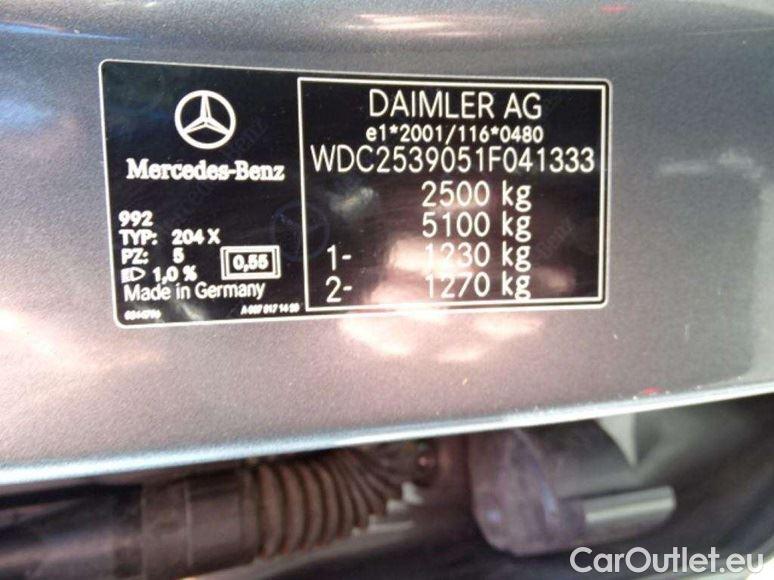 Mercedes-Benz
992
TYP: 204 X
PZ: 5
1,0 %
0,55
Made in Germany
DAIMLER AG
e1*2001/116*0480
WDC2539051F041333
2500 kg
5100 kg
1- 1230 kg
2- 1270 kg
CarOutlet.eu